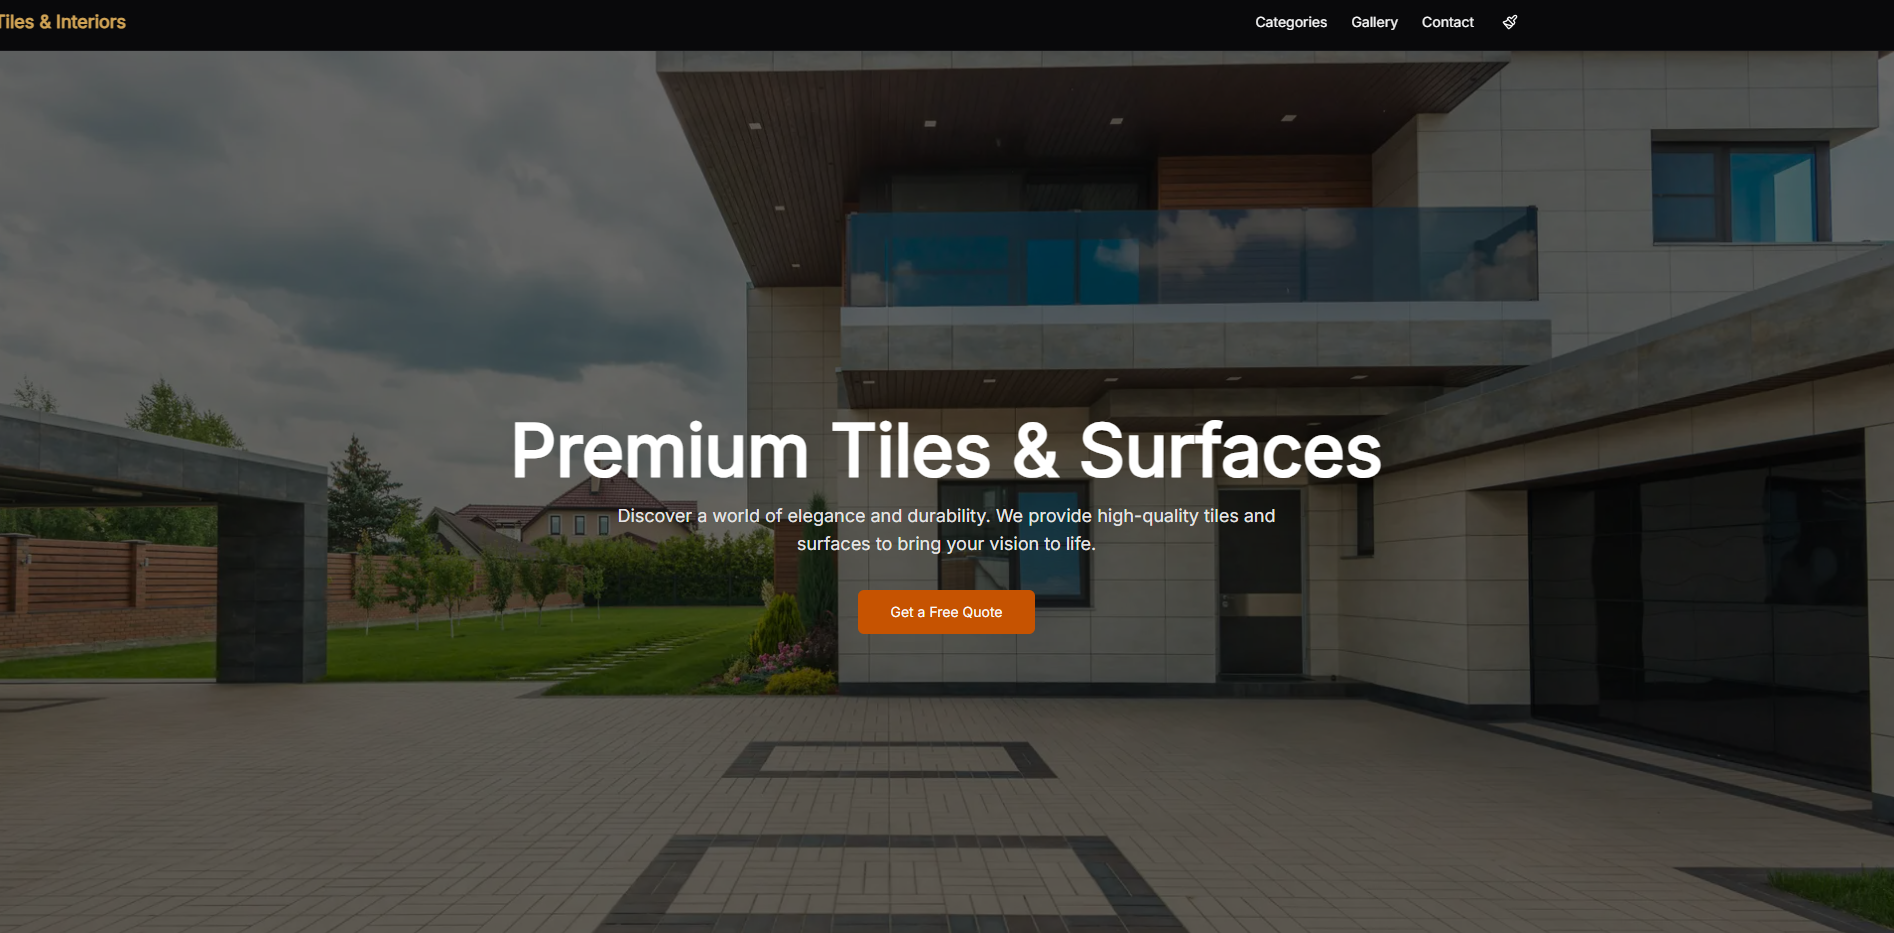 Tiles & Interiors
Categories
Gallery
Contact
Premium Tiles & Surfaces
Discover a world of elegance and durability. We provide high-quality tiles and
surfaces to bring your vision to life.
Get a Free Quote